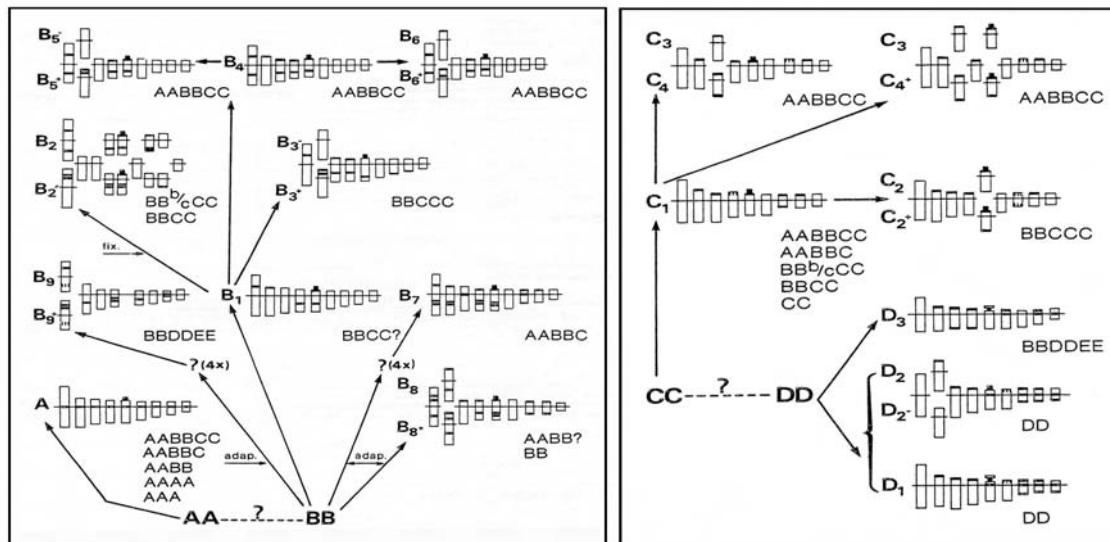 B5-
B5+
AABBCC
B4
AABBCC
B6
B6+
AABBCC
B2
B2-
BBb/cCC
BBCC
B3-
B3+
BBCCC
fix.
B9
B9+
BBDDEE
B1
BBCC?
B7
AABBC
?(4x)
?(4x)
A
AABBCC
AABBC
AABB
AAAA
AAA
adap.
adap.
B8
B8+
AABB?
BB
AA
?
BB
C3
C4
AABBCC
C3
C4+
AABBCC
C1
AABBCC
AABBC
BBb/cCC
BBCC
CC
C2
C2+
BBCCC
D3
BBDDEE
CC
?
DD
D2
D2-
DD
D1
DD